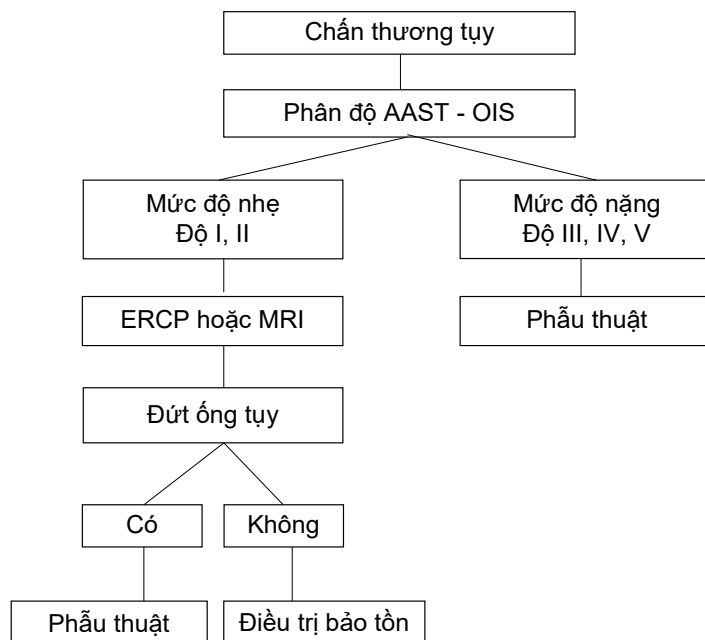 Chấn thương tụy
Phân độ AAST - OIS
Mức độ nhẹ
Độ I, II
Mức độ nặng
Độ III, IV, V
ERCP hoặc MRI
Phẫu thuật
Đứt ống tụy
Có
Không
Phẫu thuật
Điều trị bảo tồn